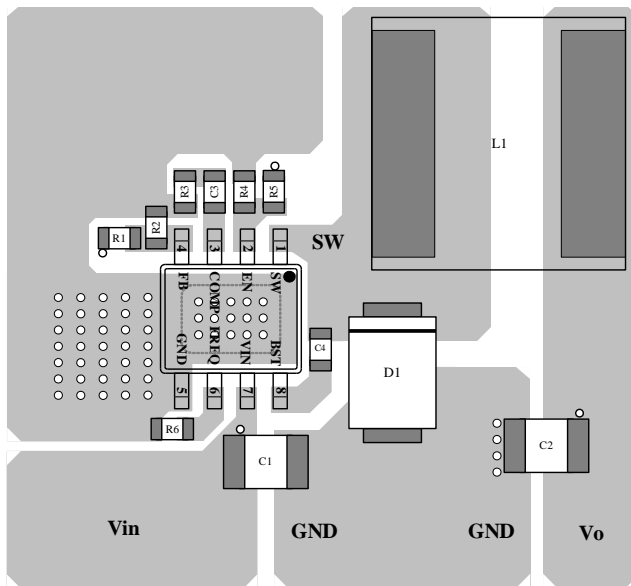 L1
R3
C3
R4
R5
R2
R1
SW
4
3
2
1
FB
COMP
EN
SW
GND
FREQ
VIN
BST
5
6
7
8
C4
D1
R6
C1
C2
Vin
GND
GND
Vo